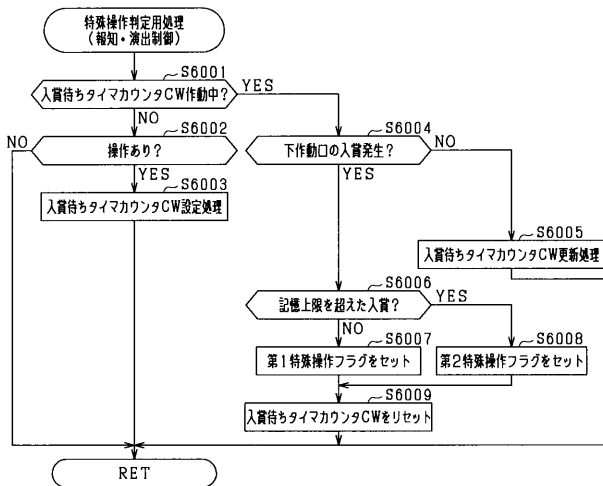 特殊操作判定用処理
(報知・演出制御)
S6001
入賞待ちタイマカウンタCW作動中?
YES
NO
S6002
NO
操作あり?
YES
S6003
入賞待ちタイマカウンタCW設定処理
S6004
下作動口の入賞発生?
NO
YES
S6005
入賞待ちタイマカウンタCW更新処理
S6006
記憶上限を超えた入賞?
YES
NO
S6007
第1特殊操作フラグをセット
S6008
第2特殊操作フラグをセット
S6009
入賞待ちタイマカウンタCWをリセット
RET